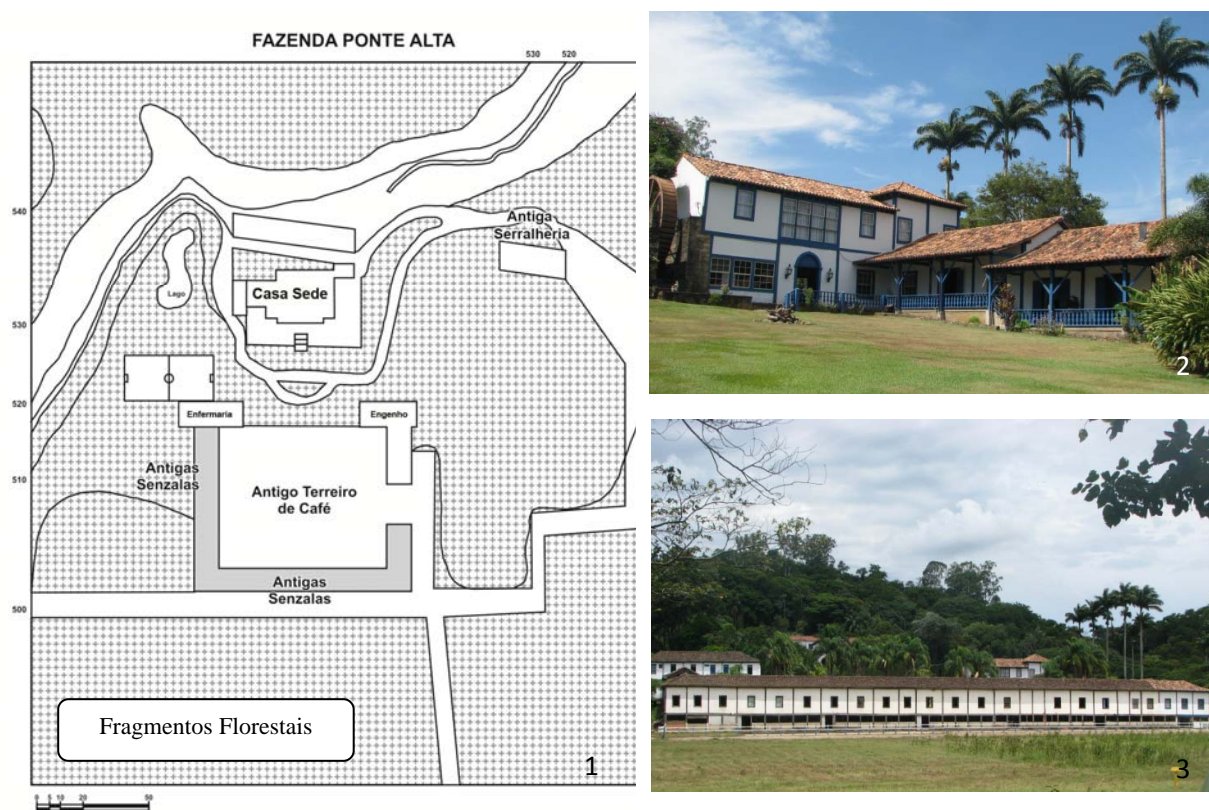 FAZENDA PONTE ALTA
530 520
540
530
520
510
500
Antiga
Serralheria
Casa Sede
Lago
Enfermaria
Engenho
Antigas
Senzalas
Antigo Terreiro
de Café
Antigas
Senzalas
Fragmentos Florestais
0 5 10 20 50
1
2
3